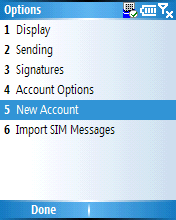 Options
1 Display
2 Sending
3 Signatures
4 Account Options
5 New Account
6 Import SIM Messages
Done